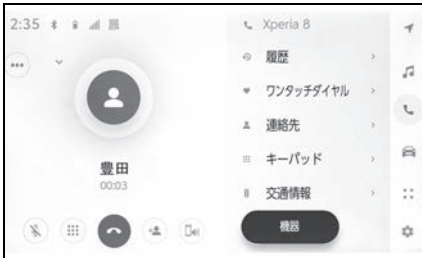 2:35
豊田
00:03
Xperia 8
履歴
ワンタッチダイヤル
連絡先
キーパッド
交通情報
機器